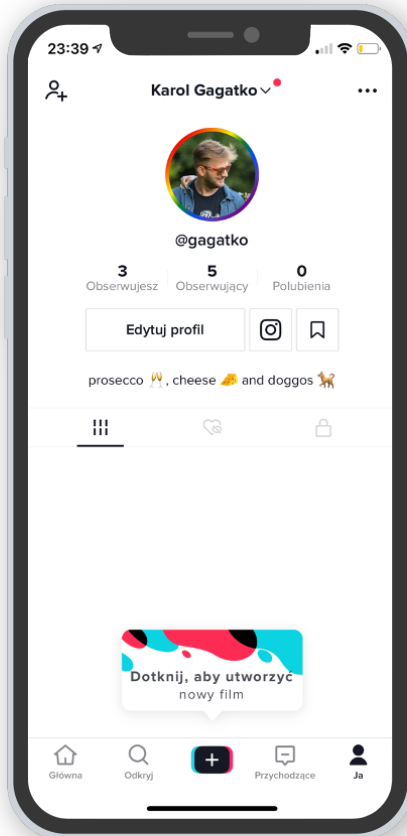 23:39
Karol Gagatko
@gagatko
3 5 0
Obserwujesz Obserwujący Polubienia
Edytuj profil
prosecco 🥂, cheese 🧀 and doggos 🐕
Dotknij, aby utworzyć
nowy film
Główna Odkryj Przychodzące Ja